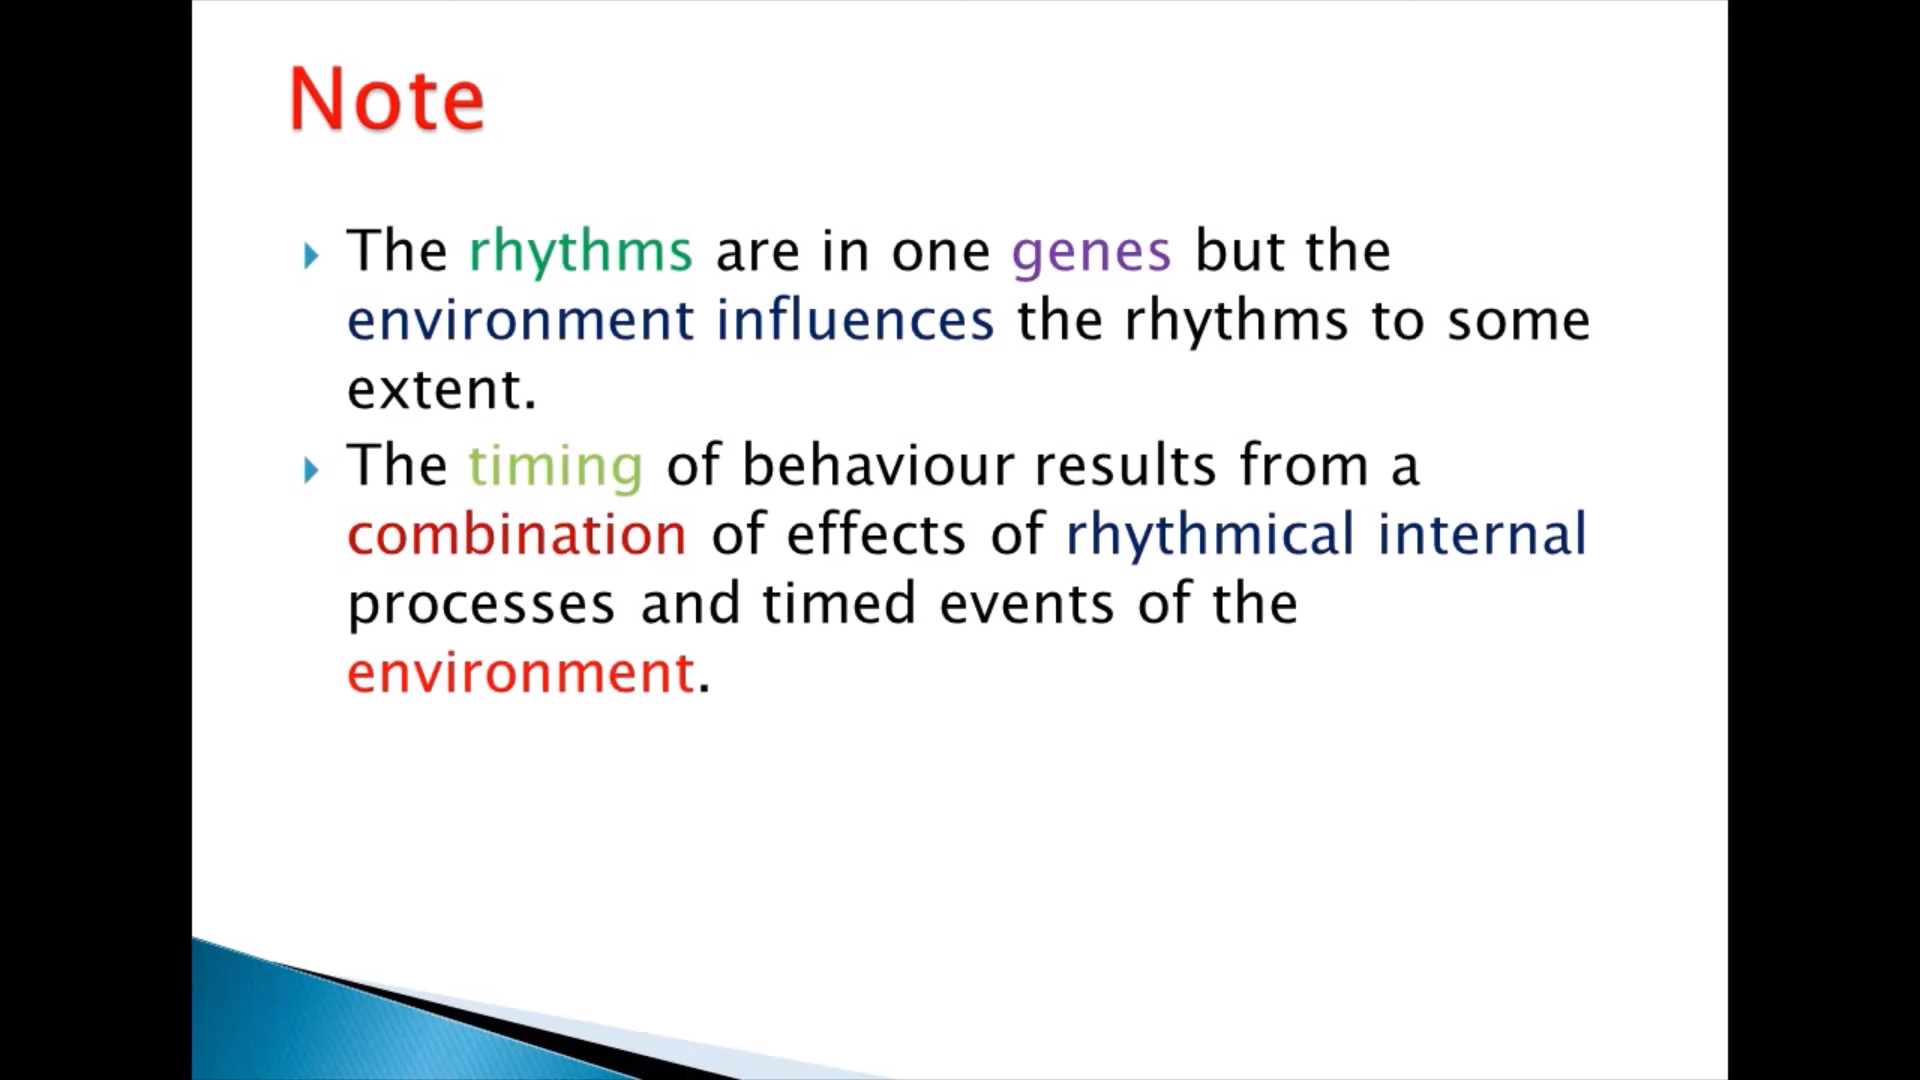 Note
The rhythms are in one genes but the
environment influences the rhythms to some
extent.
The timing of behaviour results from a
combination of effects of rhythmical internal
processes and timed events of the
environment.